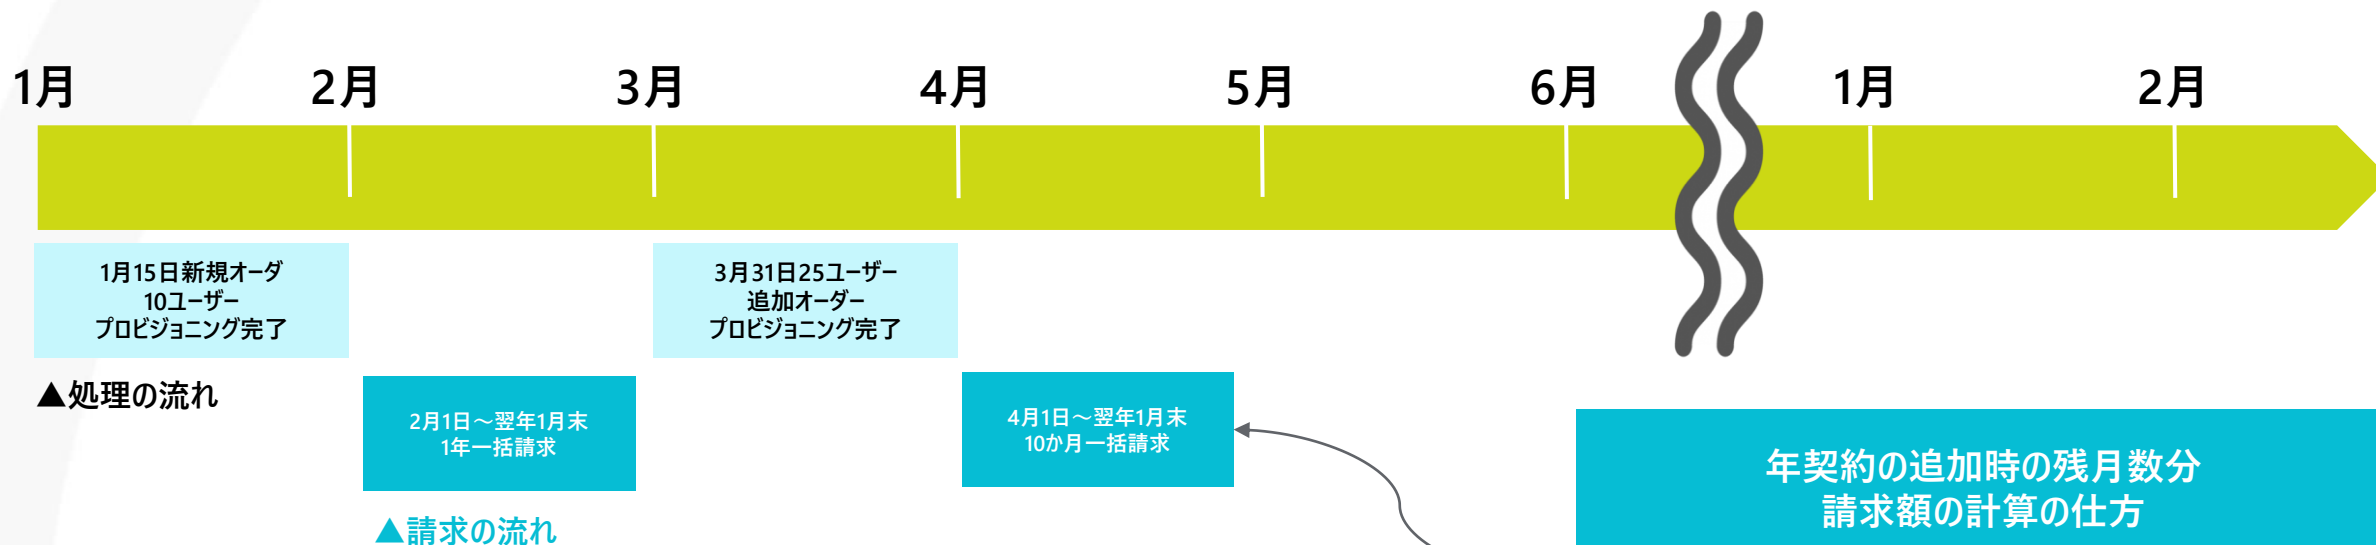 1月 2月 3月 4月 5月 6月 1月 2月
1月15日新規オーダ
10ユーザー
プロビジョニング完了
3月31日25ユーザー
追加オーダー
プロビジョニング完了
▲処理の流れ
2月1日～翌年1月末
1年一括請求
4月1日～翌年1月末
10か月一括請求
▲請求の流れ
年契約の追加時の残月数分
請求額の計算の仕方